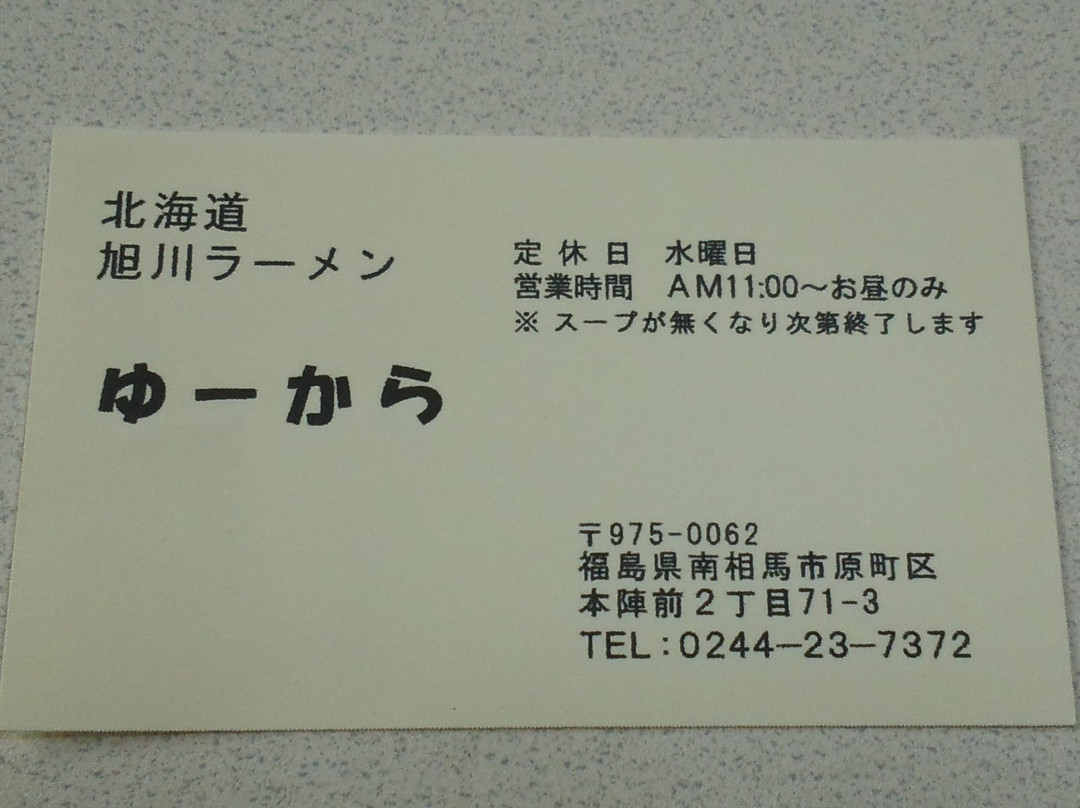 北海道
旭川ラーメン
ゆーから
定休日　水曜日
営業時間　AM11:00～お昼のみ
※ スープが無くなり次第終了します
〒975-0062
福島県南相馬市原町区
本陣前２丁目71-3
TEL:0244-23-7372